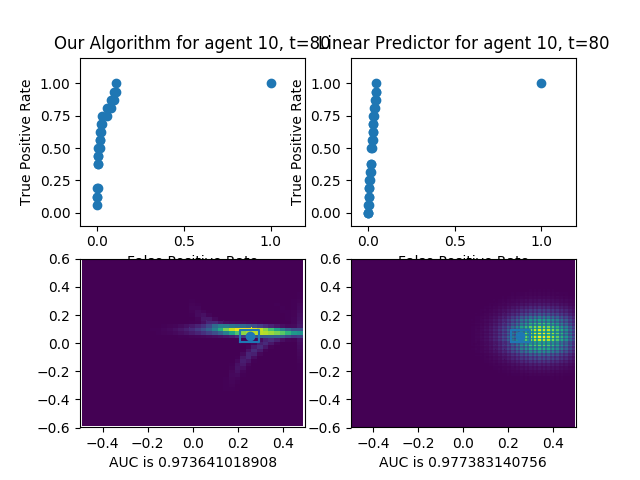 Our Algorithm for agent 10, t=80
Linear Predictor for agent 10, t=80
True Positive Rate
1.00
0.75
0.50
0.25
0.00
0.0 0.5 1.0
False Positive Rate
True Positive Rate
1.00
0.75
0.50
0.25
0.00
0.0 0.5 1.0
False Positive Rate
0.6
0.4
0.2
0.0
−0.2
−0.4
−0.6
−0.4 −0.2 0.0 0.2 0.4
AUC is 0.973641018908
0.6
0.4
0.2
0.0
−0.2
−0.4
−0.6
−0.4 −0.2 0.0 0.2 0.4
AUC is 0.977383140756